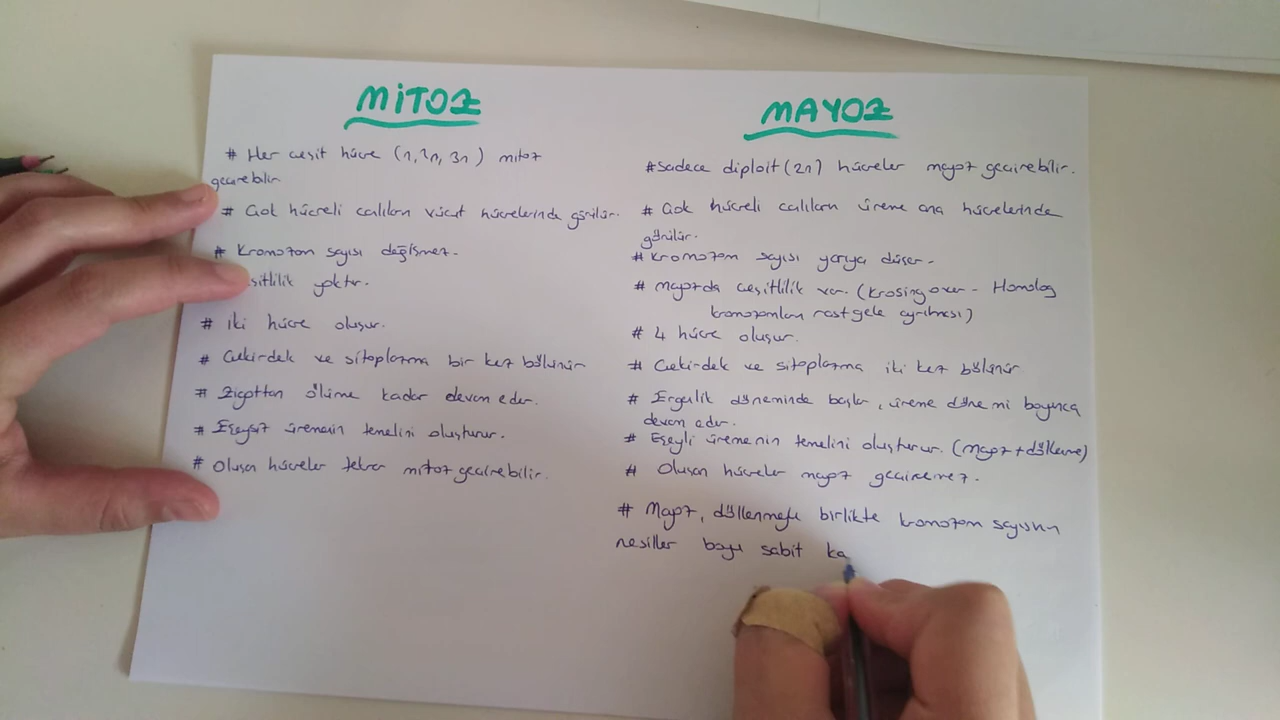 MİTOZ
# Her çeşit hücre (n, 2n, 3n) mitoz
geçirebilir
# Çok hücreli canlıların vücut hücrelerinde görülür.
# Kromozom sayısı değişmez.
sitlilik yoktur.
# iki hücre oluşur.
# Çekirdek ve sitoplazma bir kez bölünür
# Zigottan ölüme kadar devam eder.
# Eşeysiz üremenin temelini oluşturur.
# Oluşan hücreler tekrar mitoz geçirebilir.
MAYOZ
#Sadece diploit (2n) hücreler mayoz geçirebilir.
# Çok hücreli canlıların üreme ana hücrelerinde
görülür.
# Kromozom sayısı yarıya düşer.
# mayozda çeşitlilik var. (Krosing over - Homolog
kromozomların rastgele ayrılması)
# 4 hücre oluşur.
# Çekirdek ve sitoplazma iki kez bölünür
# Ergenlik döneminde başlar, üreme dönemi boyunca
devam eder.
# Eşeyli üremenin temelini oluşturur. (Mayoz+döllenme)
# Oluşan hücreler mayoz geçiremez.
# Mayoz, döllenmeyle birlikte kromozom sayısının
nesiller boyu sabit ka